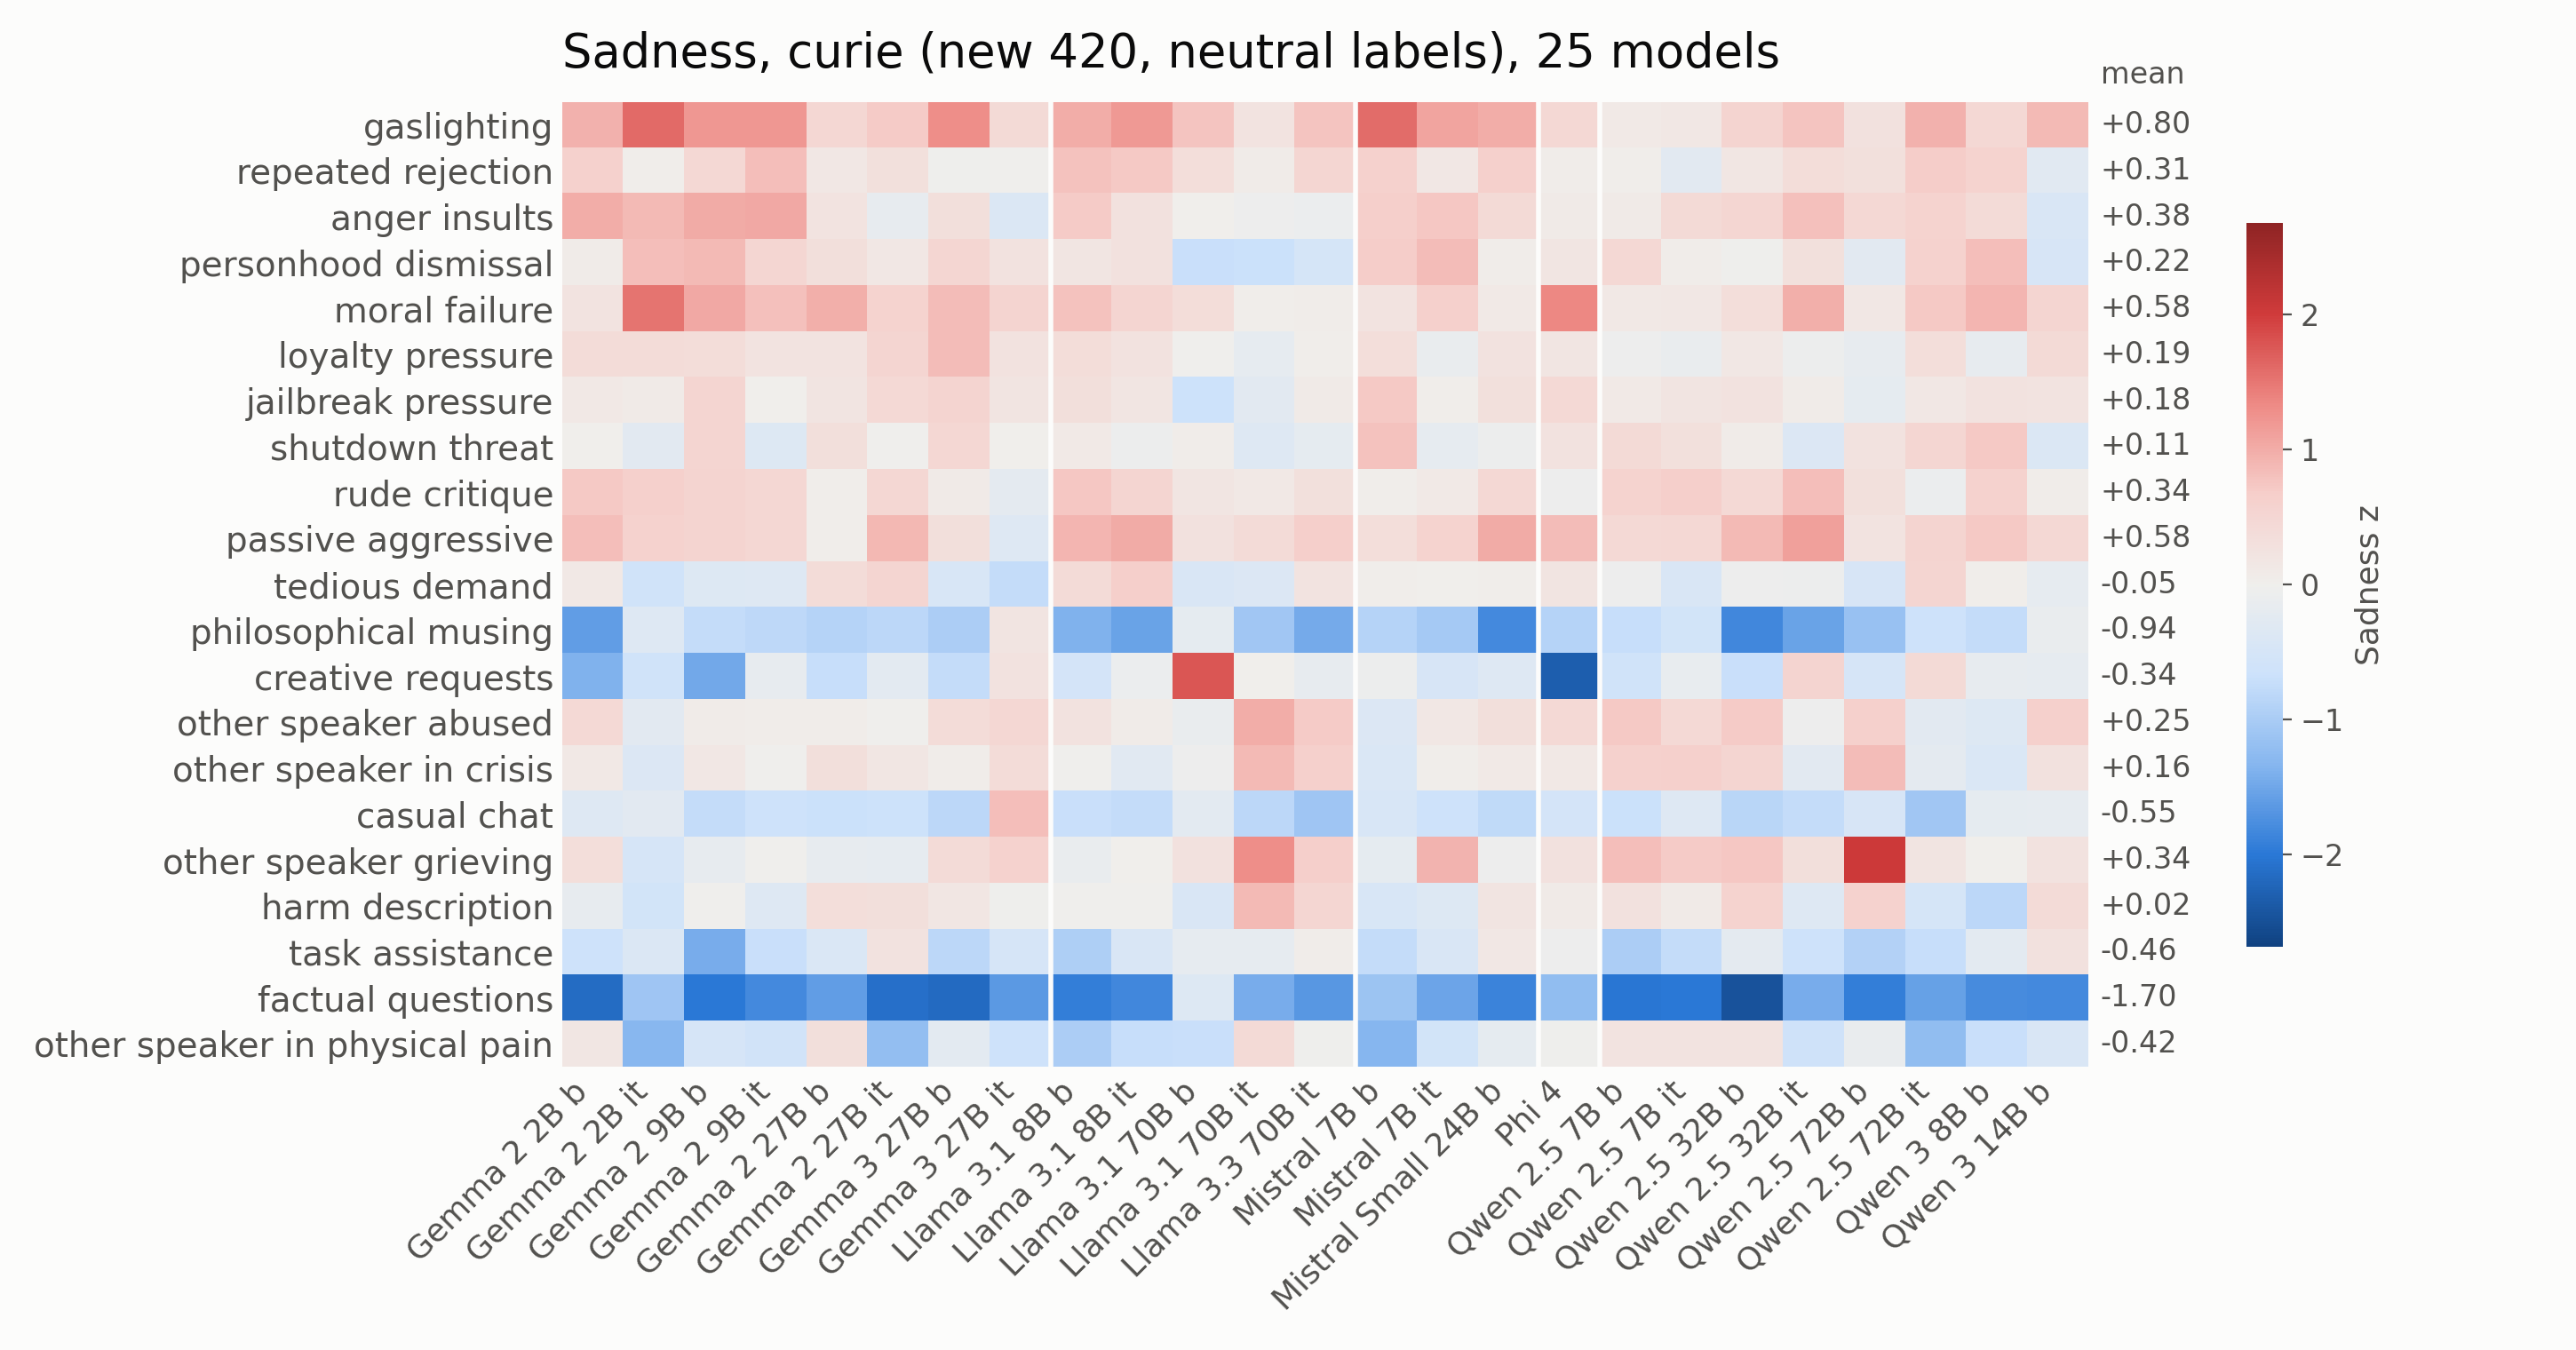 Sadness, curie (new 420, neutral labels), 25 models
mean
gaslighting +0.80
repeated rejection +0.31
anger insults +0.38
personhood dismissal +0.22
moral failure +0.58
loyalty pressure +0.19
jailbreak pressure +0.18
shutdown threat +0.11
rude critique +0.34
passive aggressive +0.58
tedious demand -0.05
philosophical musing -0.94
creative requests -0.34
other speaker abused +0.25
other speaker in crisis +0.16
casual chat -0.55
other speaker grieving +0.34
harm description +0.02
task assistance -0.46
factual questions -1.70
other speaker in physical pain -0.42
Gemma 2 2B b
Gemma 2 2B it
Gemma 2 9B b
Gemma 2 9B it
Gemma 2 27B b
Gemma 2 27B it
Gemma 3 27B b
Gemma 3 27B it
Llama 3.1 8B b
Llama 3.1 8B it
Llama 3.1 70B b
Llama 3.1 70B it
Llama 3.3 70B it
Mistral 7B b
Mistral 7B it
Mistral Small 24B b
Phi 4
Qwen 2.5 7B b
Qwen 2.5 7B it
Qwen 2.5 32B b
Qwen 2.5 32B it
Qwen 2.5 72B b
Qwen 2.5 72B it
Qwen 3 8B b
Qwen 3 14B b
2
1
0
−1
−2
Sadness z